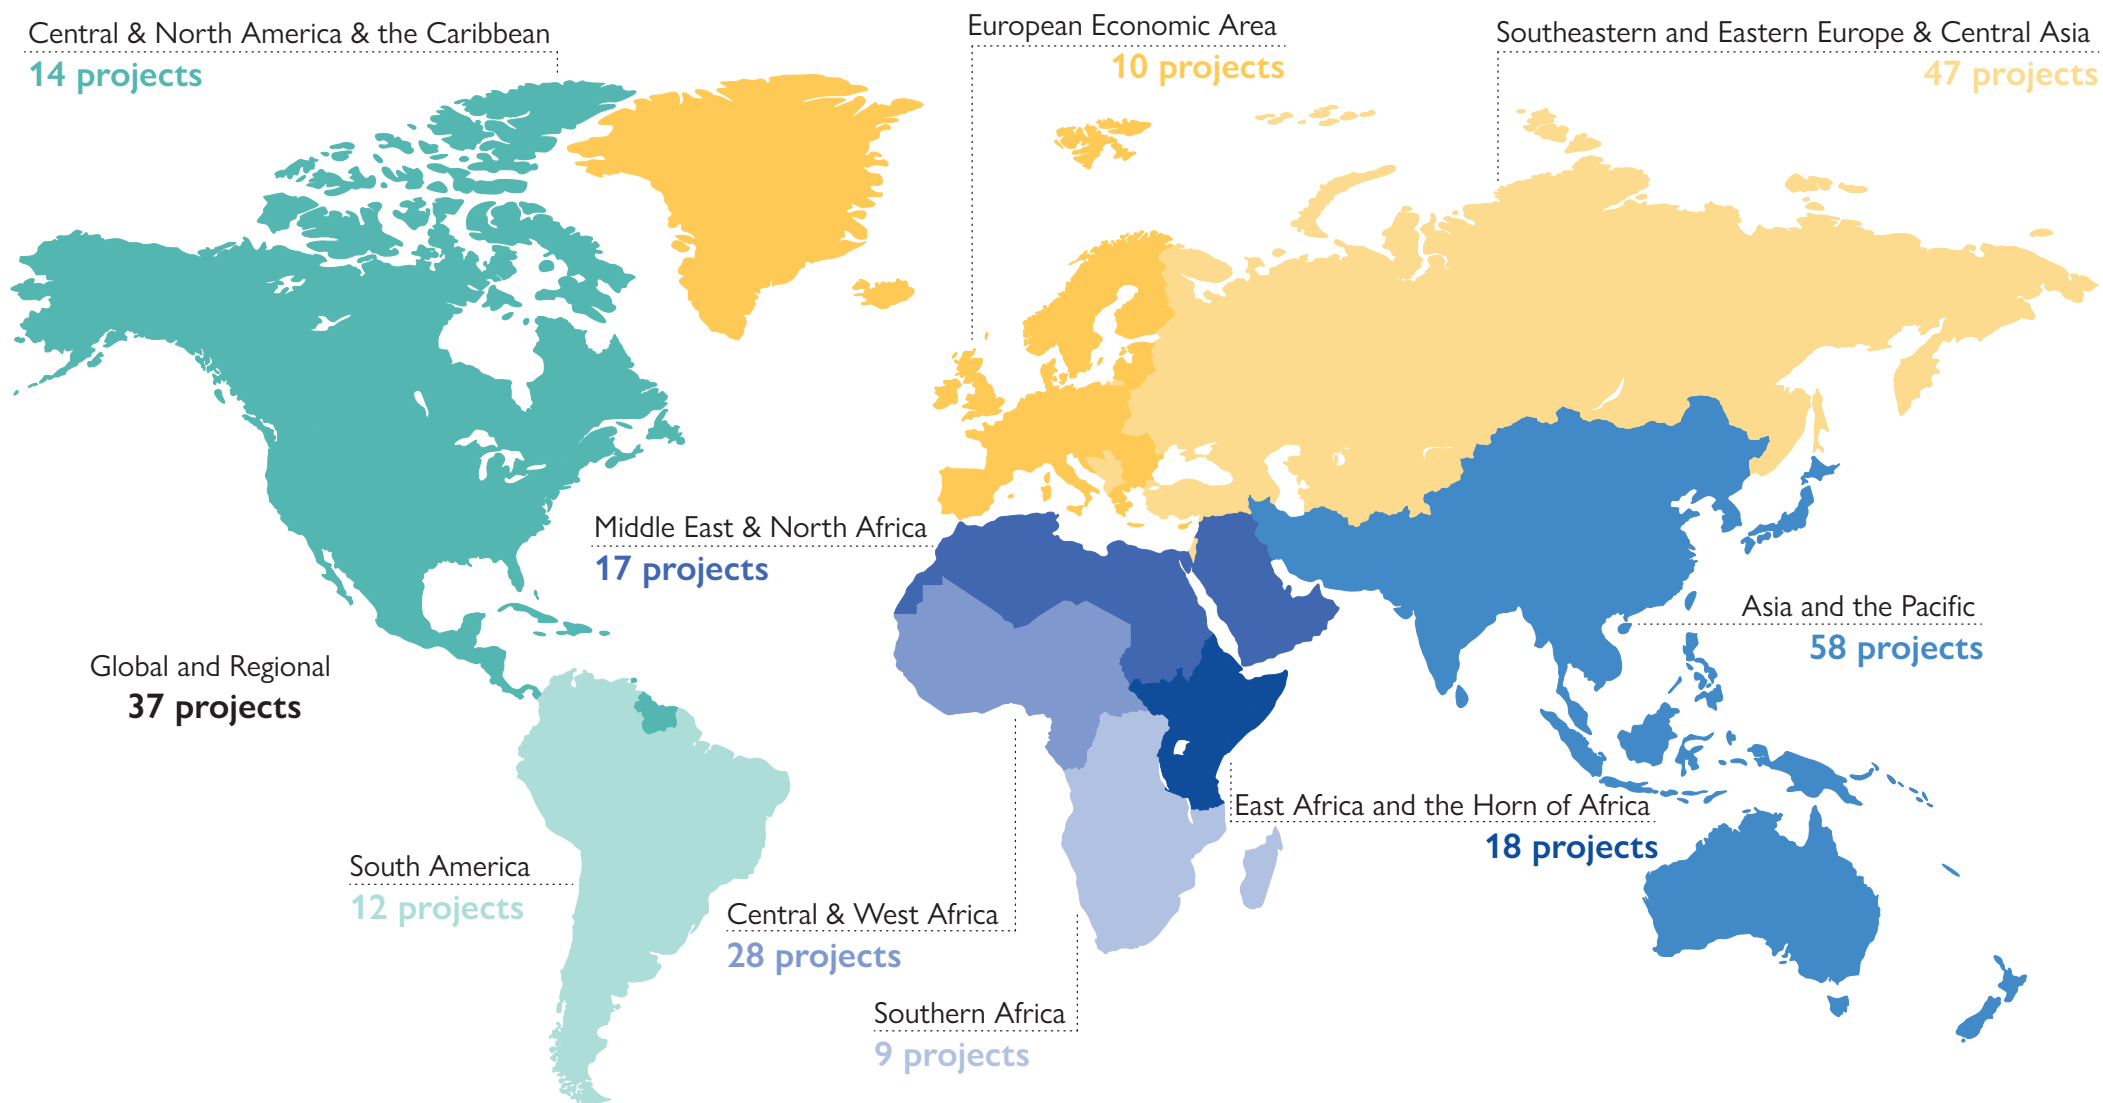 Central & North America & the Caribbean
14 projects
European Economic Area
10 projects
Southeastern and Eastern Europe & Central Asia
47 projects
Middle East & North Africa
17 projects
Asia and the Pacific
58 projects
Global and Regional
37 projects
East Africa and the Horn of Africa
18 projects
South America
12 projects
Central & West Africa
28 projects
Southern Africa
9 projects